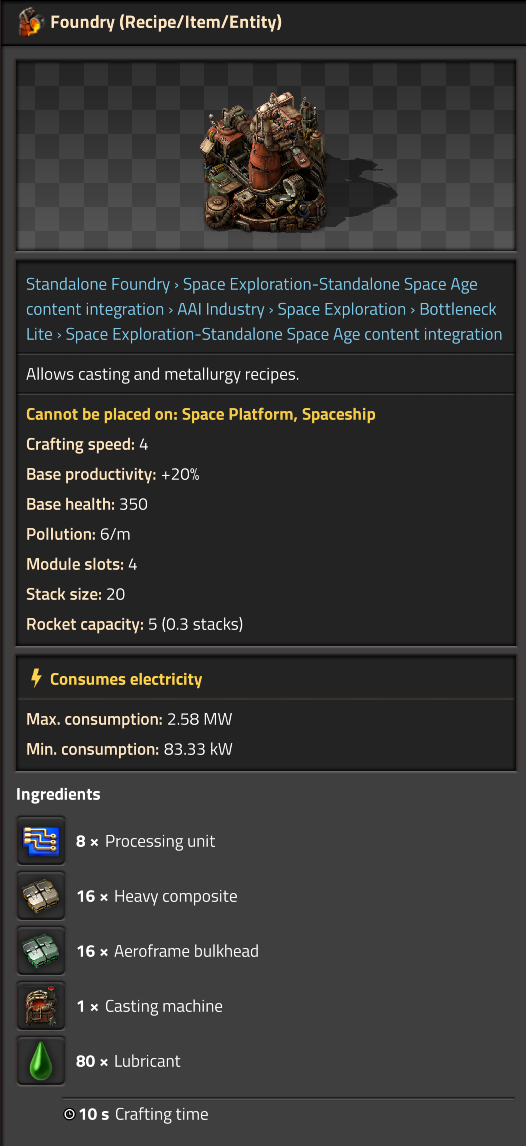 Foundry (Recipe/Item/Entity)
Standalone Foundry › Space Exploration-Standalone Space Age
content integration › AAI Industry › Space Exploration › Bottleneck
Lite › Space Exploration-Standalone Space Age content integration
Allows casting and metallurgy recipes.
Cannot be placed on: Space Platform, Spaceship
Crafting speed: 4
Base productivity: +20%
Base health: 350
Pollution: 6/m
Module slots: 4
Stack size: 20
Rocket capacity: 5 (0.3 stacks)
Consumes electricity
Max. consumption: 2.58 MW
Min. consumption: 83.33 kW
Ingredients
8 × Processing unit
16 × Heavy composite
16 × Aeroframe bulkhead
1 × Casting machine
80 × Lubricant
10 s Crafting time